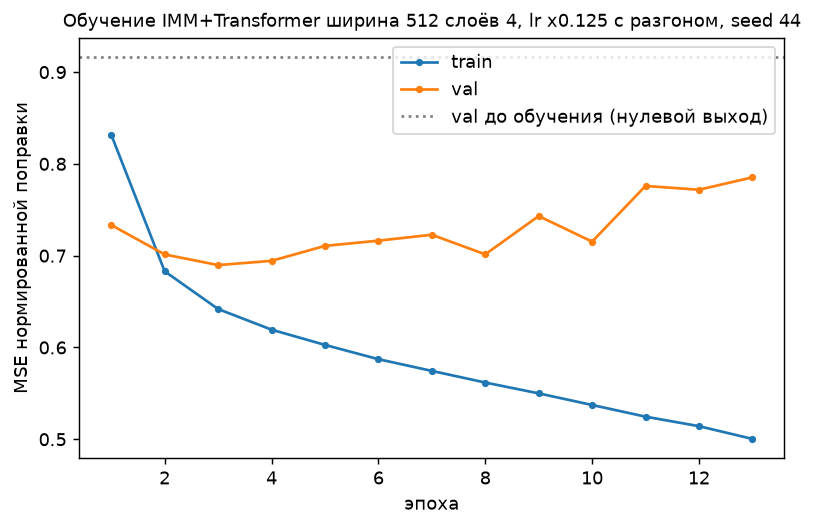 Обучение IMM+Transformer ширина 512 слоёв 4, lr x0.125 с разгоном, seed 44
MSE нормированной поправки
0.9
0.8
0.7
0.6
0.5
train
val
val до обучения (нулевой выход)
2
4
6
8
10
12
эпоха